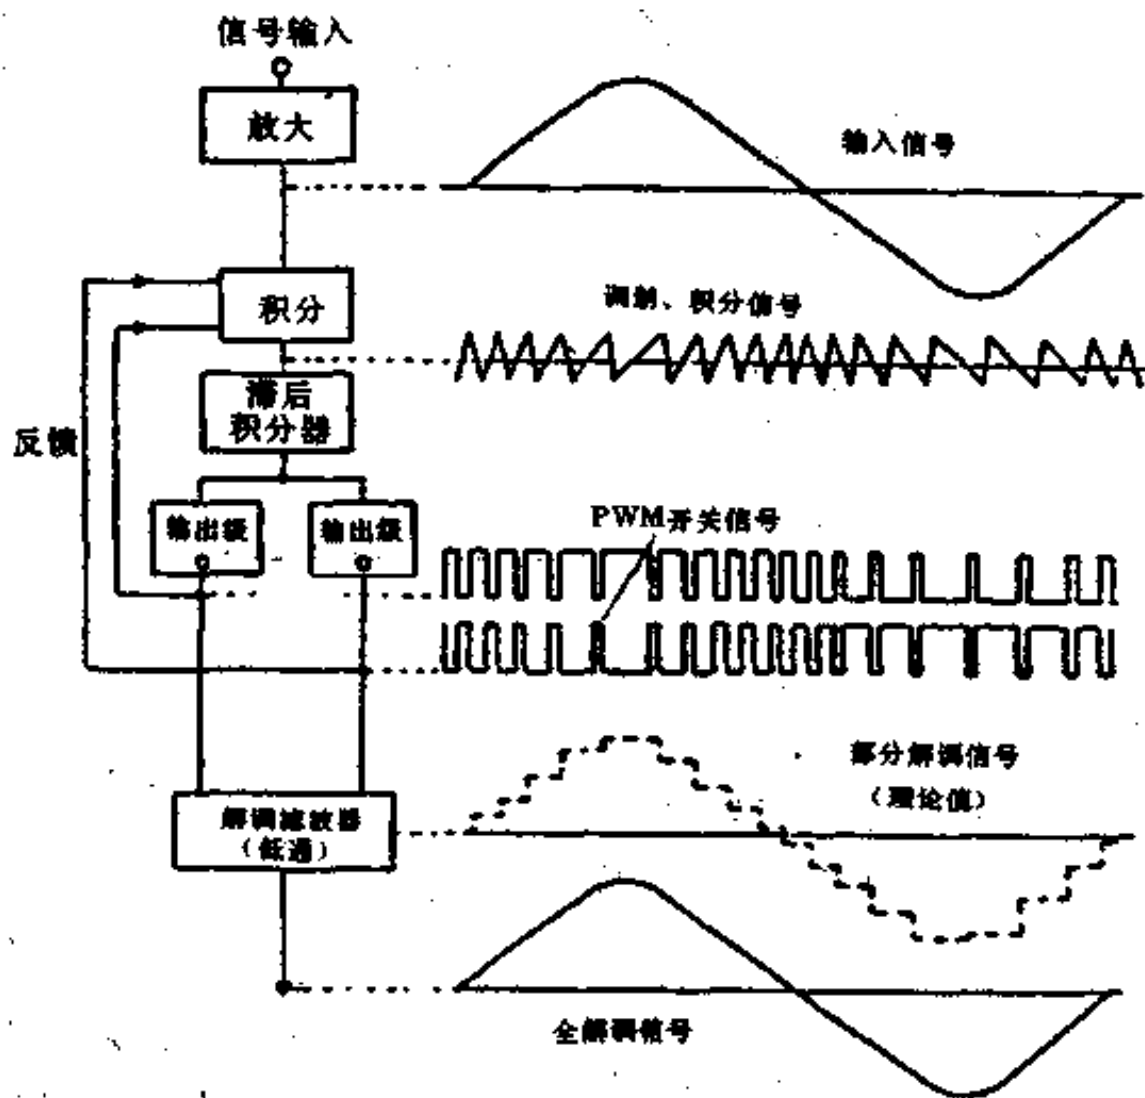 信号输入
放大
输入信号
积分
调制、积分信号
滞后
积分器
反馈
输出级
输出级
PWM开关信号
部分解调信号
（理论值）
解调滤波器
（低通）
全解调信号